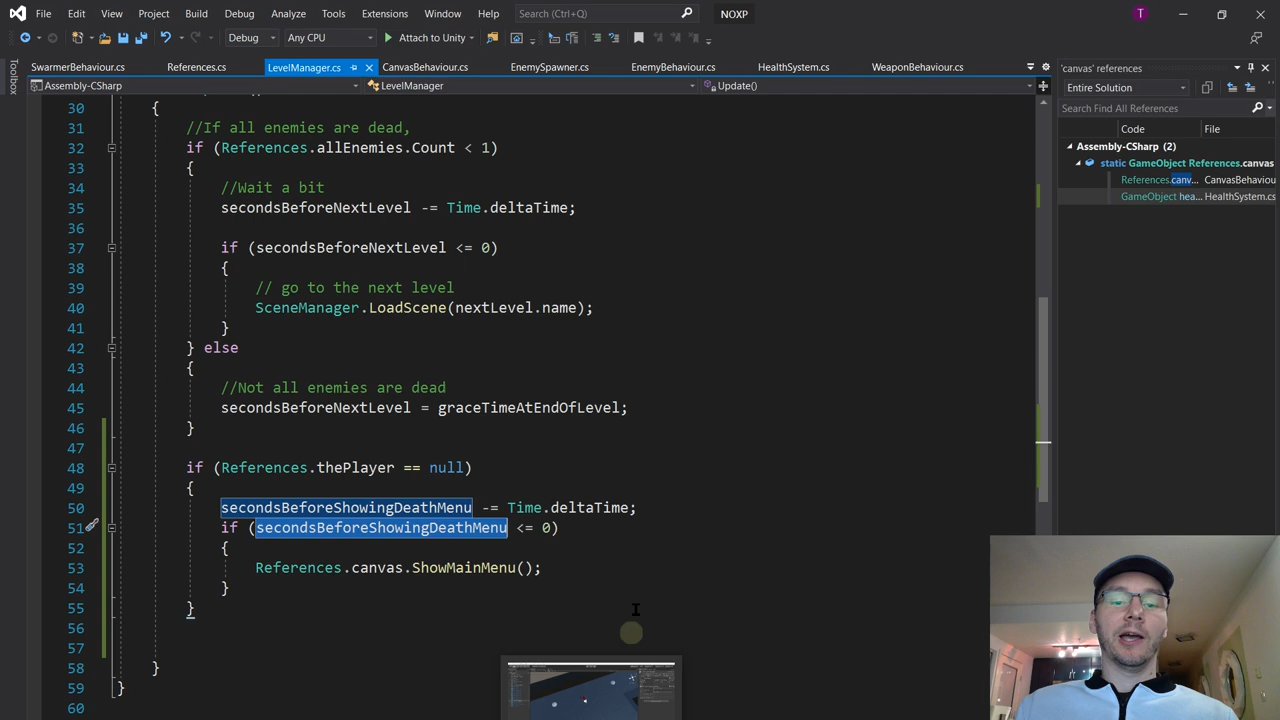 File Edit View Project Build Debug Analyze Tools Extensions Window Help Search (Ctrl+Q) NOXP T
Debug Any CPU Attach to Unity
Toolbox
SwarmerBehaviour.cs References.cs LevelManager.cs CanvasBehaviour.cs EnemySpawner.cs EnemyBehaviour.cs HealthSystem.cs WeaponBehaviour.cs
Assembly-CSharp LevelManager Update()
30 {
31 //If all enemies are dead,
32 if (References.allEnemies.Count < 1)
33 {
34 //Wait a bit
35 secondsBeforeNextLevel -= Time.deltaTime;
36
37 if (secondsBeforeNextLevel <= 0)
38 {
39 // go to the next level
40 SceneManager.LoadScene(nextLevel.name);
41 }
42 } else
43 {
44 //Not all enemies are dead
45 secondsBeforeNextLevel = graceTimeAtEndOfLevel;
46 }
47
48 if (References.thePlayer == null)
49 {
50 secondsBeforeShowingDeathMenu -= Time.deltaTime;
51 if (secondsBeforeShowingDeathMenu <= 0)
52 {
53 References.canvas.ShowMainMenu();
54 }
55 }
56
57
58 }
59 }
60
'canvas' references
Entire Solution
Search Find All References
Code File
Assembly-CSharp (2)
static GameObject References.canvas
References.canv... CanvasBehaviou
GameObject hea... HealthSystem.cs